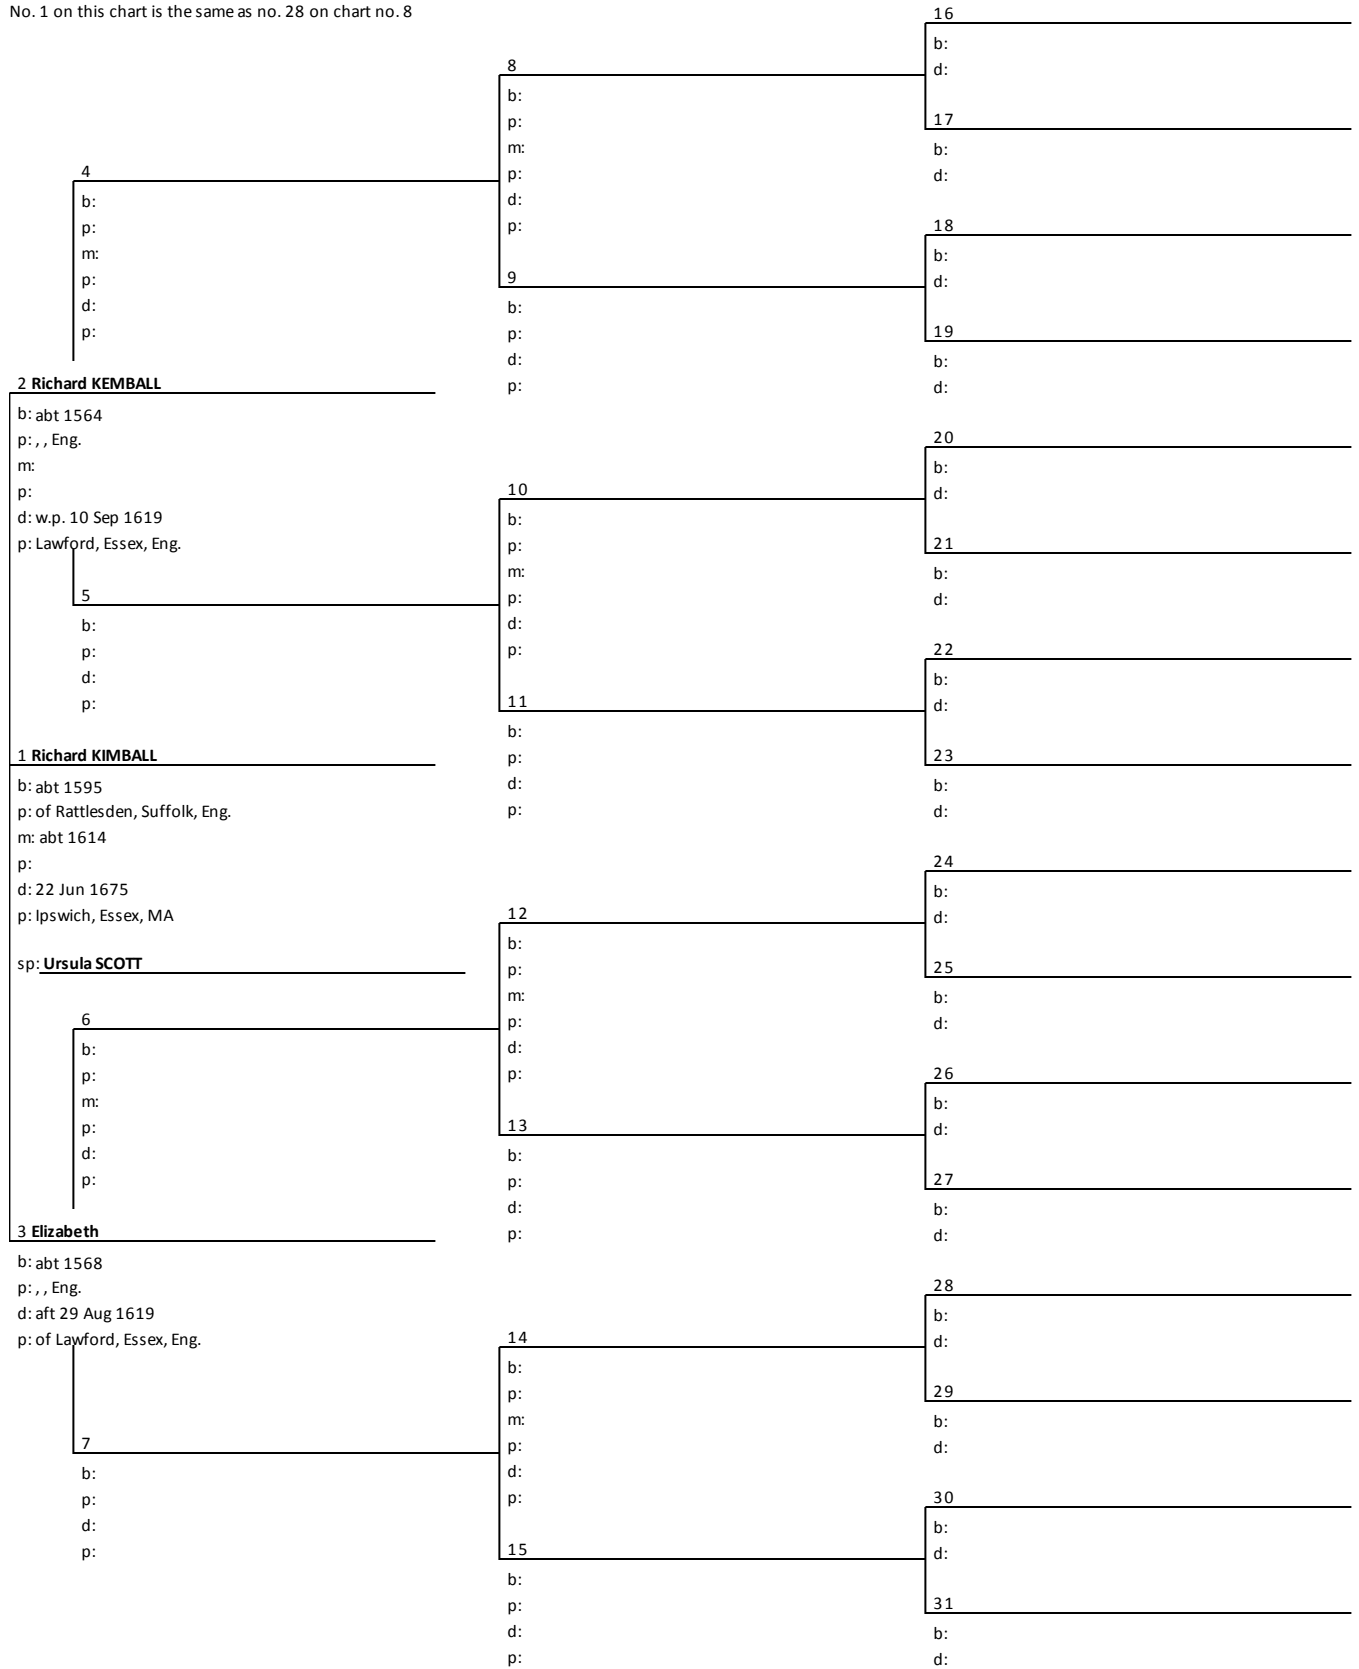 No. 1 on this chart is the same as no. 28 on chart no. 8
2 Richard KEMBALL
b: abt 1564
p: , , Eng.
m:
p:
d: w.p. 10 Sep 1619
p: Lawford, Essex, Eng.
1 Richard KIMBALL
b: abt 1595
p: of Rattlesden, Suffolk, Eng.
m: abt 1614
p:
d: 22 Jun 1675
p: Ipswich, Essex, MA
sp: Ursula SCOTT
3 Elizabeth
b: abt 1568
p: , , Eng.
d: aft 29 Aug 1619
p: of Lawford, Essex, Eng.
4
b:
p:
m:
p:
d:
p:
5
b:
p:
d:
p:
6
b:
p:
m:
p:
d:
p:
7
b:
p:
d:
p:
8
b:
p:
m:
p:
d:
p:
9
b:
p:
d:
p:
10
b:
p:
m:
p:
d:
p:
11
b:
p:
d:
p:
12
b:
p:
m:
p:
d:
p:
13
b:
p:
d:
p:
14
b:
p:
m:
p:
d:
p:
15
b:
p:
d:
p:
16
b:
d:
17
b:
d:
18
b:
d:
19
b:
d:
20
b:
d:
21
b:
d:
22
b:
d:
23
b:
d:
24
b:
d:
25
b:
d:
26
b:
d:
27
b:
d:
28
b:
d:
29
b:
d:
30
b:
d:
31
b:
d: